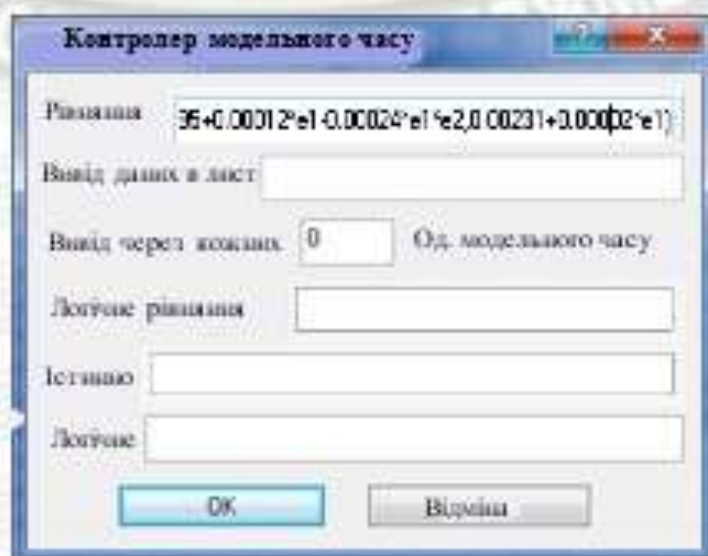 Контролер модельного часу
Рівняння 95+0.00012*e1-0.00024*e1*e2,0.00231+0.00002*e1)
Вивід даних в лист
Вивід через кожних 0 Од. модельного часу
Логічне рівняння
Істинно
Логічне
OK Відміна